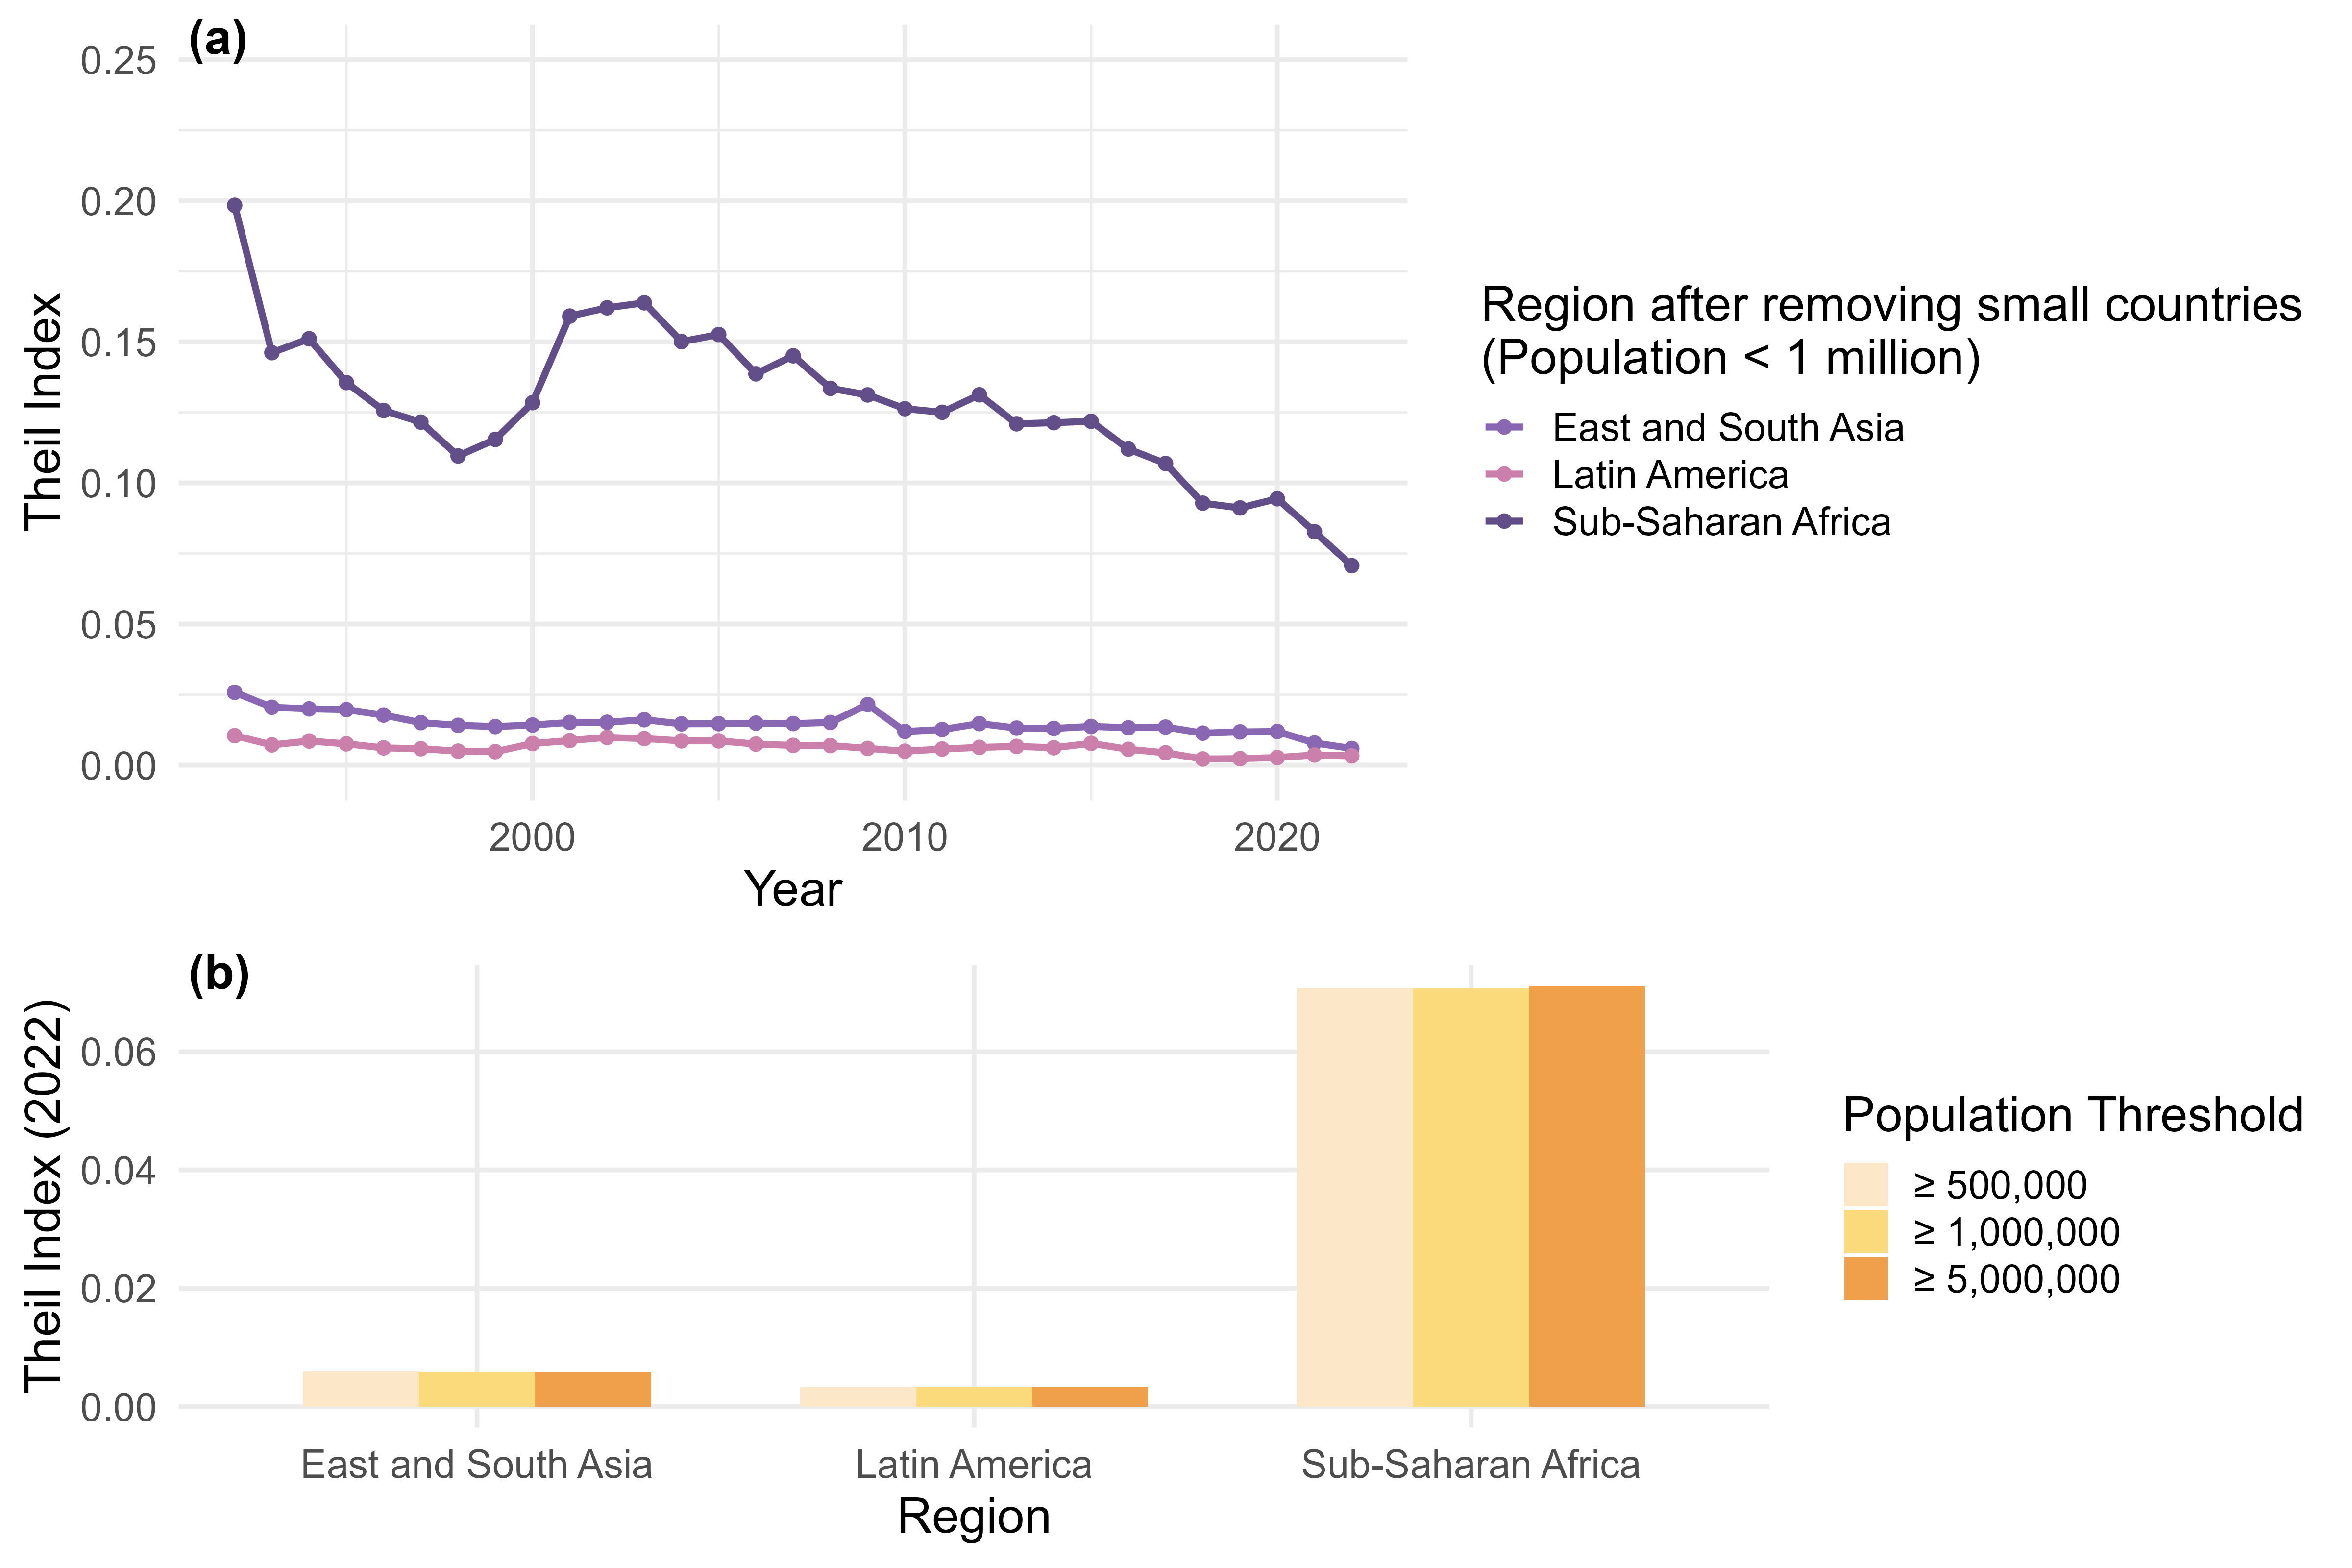 (a)
0.25
0.20
0.15
0.10
0.05
0.00
Theil Index
2000 2010 2020
Year
Region after removing small countries
(Population < 1 million)
East and South Asia
Latin America
Sub-Saharan Africa
(b)
0.06
0.04
0.02
0.00
Theil Index (2022)
East and South Asia Latin America Sub-Saharan Africa
Region
Population Threshold
≥ 500,000
≥ 1,000,000
≥ 5,000,000